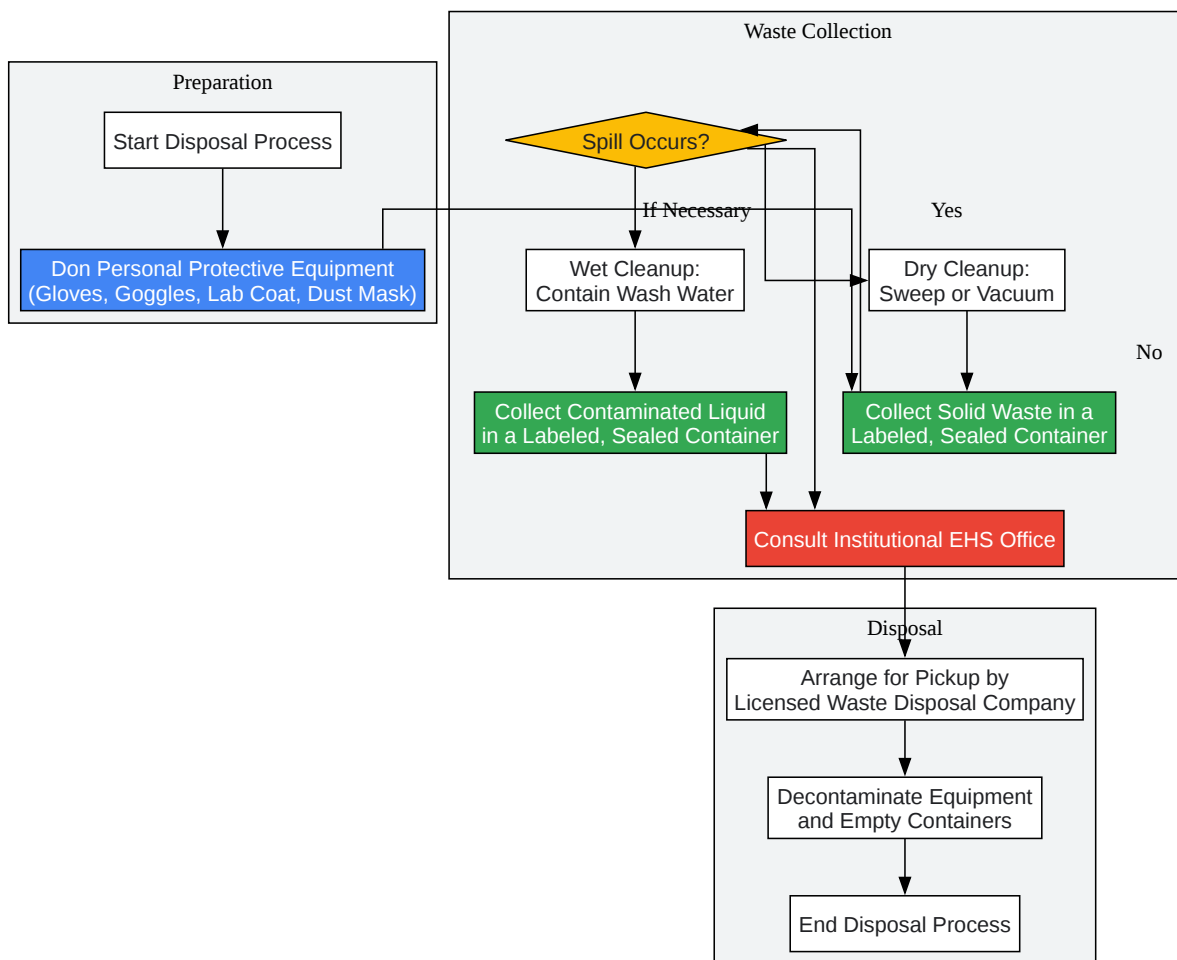 Waste Collection
Preparation
Start Disposal Process
Spill Occurs?
If Necessary
Yes
Don Personal Protective Equipment
(Gloves, Goggles, Lab Coat, Dust Mask)
Wet Cleanup:
Contain Wash Water
Dry Cleanup:
Sweep or Vacuum
No
Collect Contaminated Liquid
in a Labeled, Sealed Container
Collect Solid Waste in a
Labeled, Sealed Container
Consult Institutional EHS Office
Disposal
Arrange for Pickup by
Licensed Waste Disposal Company
Decontaminate Equipment
and Empty Containers
End Disposal Process